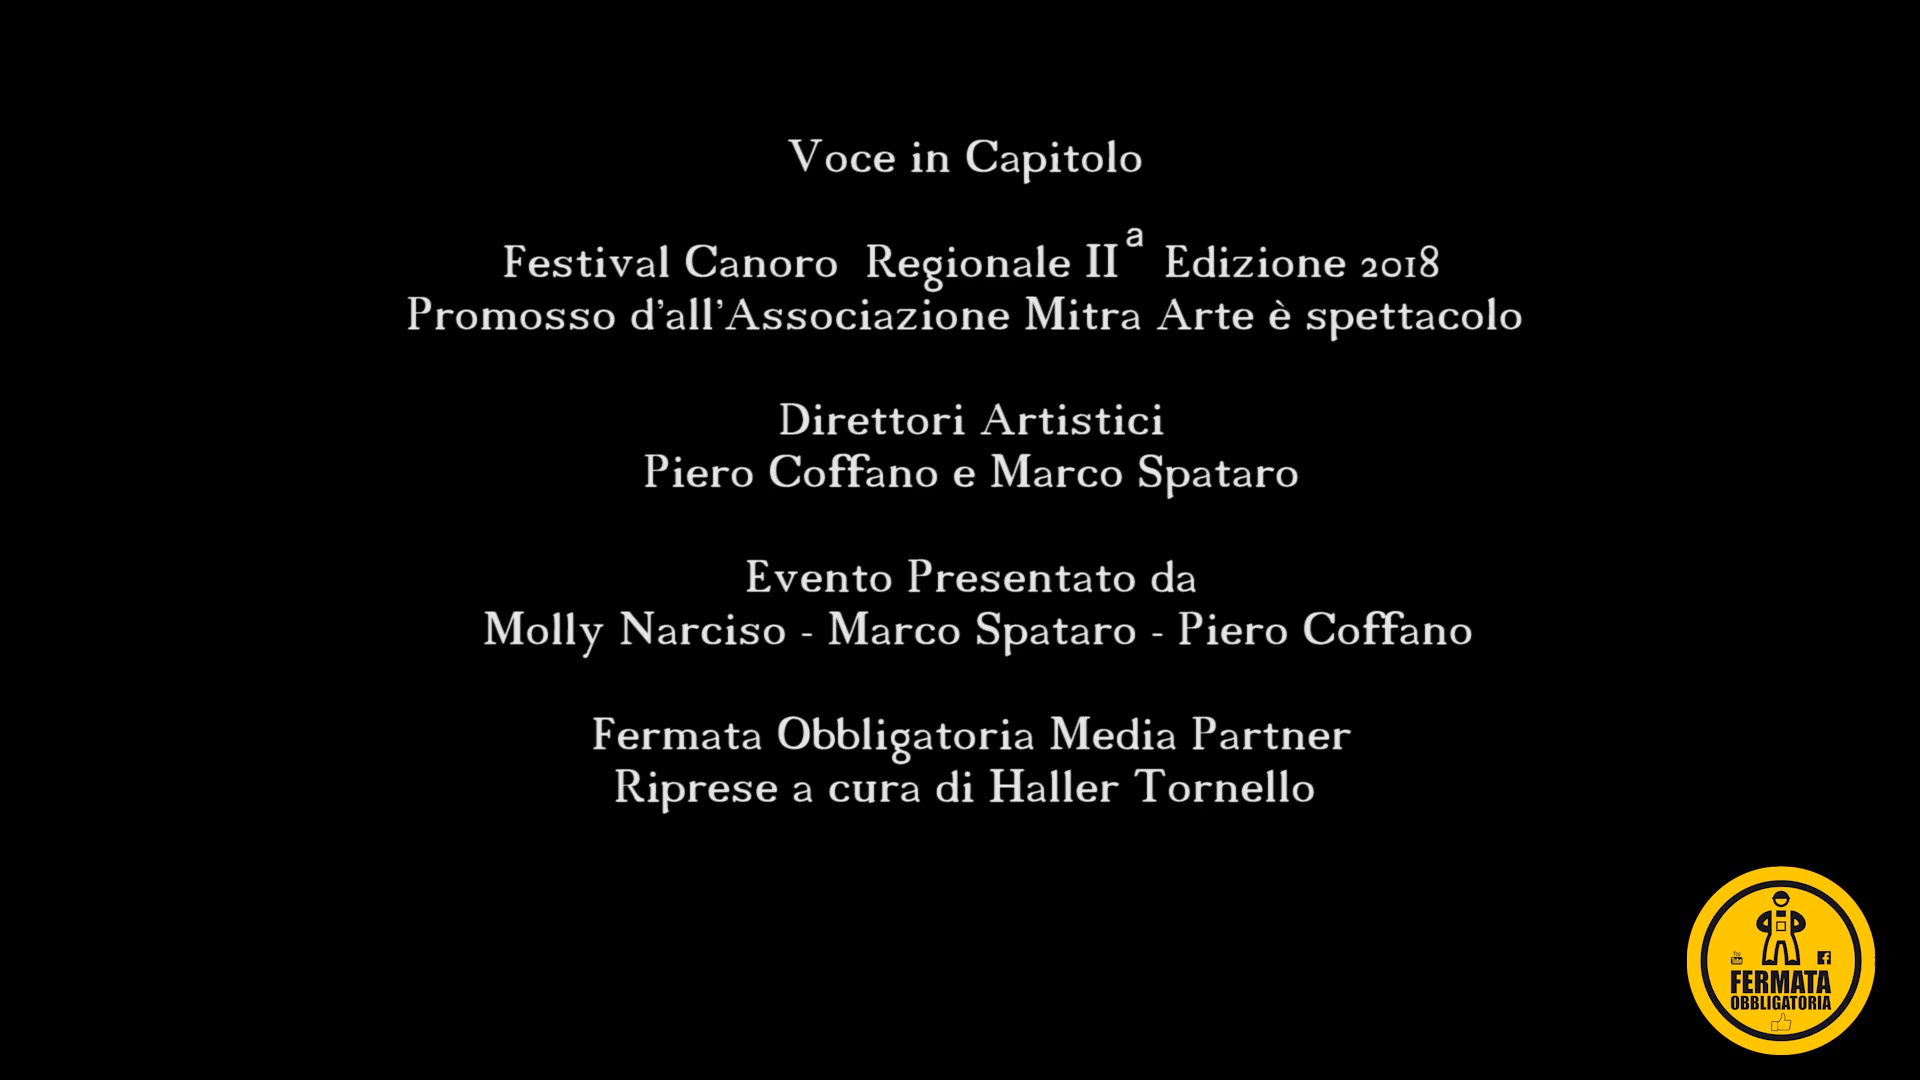 Voce in Capitolo
Festival Canoro  Regionale IIª Edizione 2018
Promosso d'all'Associazione Mitra Arte è spettacolo
Direttori Artistici
Piero Coffano e Marco Spataro
Evento Presentato da
Molly Narciso - Marco Spataro - Piero Coffano
Fermata Obbligatoria Media Partner
Riprese a cura di Haller Tornello
You
Tube
FERMATA
OBBLIGATORIA